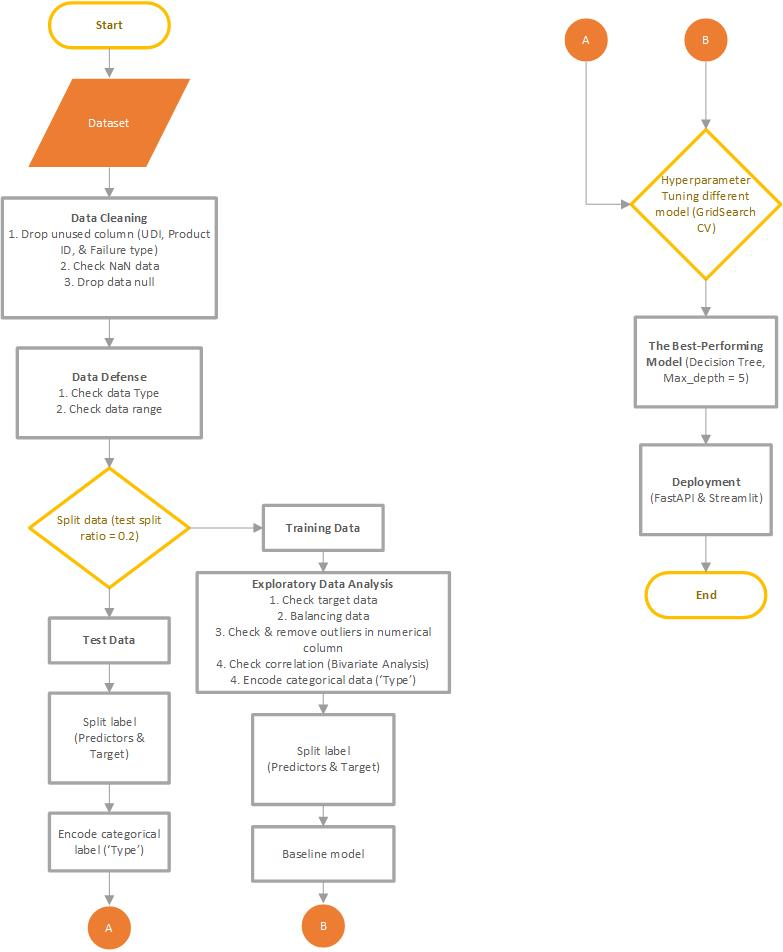 Start
Dataset
Data Cleaning
1. Drop unused column (UDI, Product
ID, & Failure type)
2. Check NaN data
3. Drop data null
Data Defense
1. Check data Type
2. Check data range
Split data (test split
ratio = 0.2)
Test Data
Split label
(Predictors &
Target)
Encode categorical
label (‘Type’)
A
Training Data
Exploratory Data Analysis
1. Check target data
2. Balancing data
3. Check & remove outliers in numerical
column
4. Check correlation (Bivariate Analysis)
4. Encode categorical data (‘Type’)
Split label
(Predictors & Target)
Baseline model
B
A
B
Hyperparameter
Tuning different
model (GridSearch
CV)
The Best-Performing
Model (Decision Tree,
Max_depth = 5)
Deployment
(FastAPI & Streamlit)
End